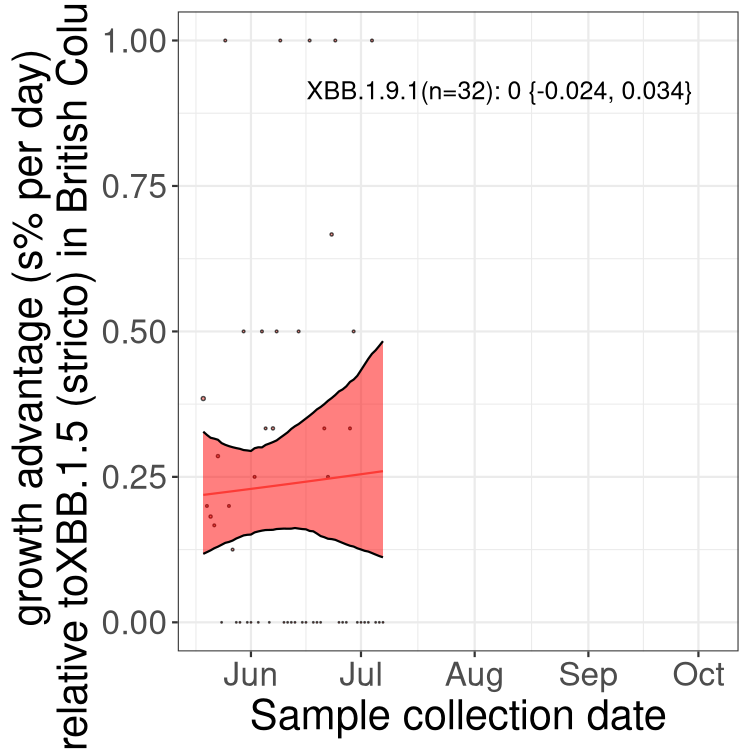 growth advantage (s% per day)
relative toXBB.1.5 (stricto) in British Colu
1.00
0.75
0.50
0.25
0.00
XBB.1.9.1(n=32): 0 {-0.024, 0.034}
Jun Jul Aug Sep Oct
Sample collection date